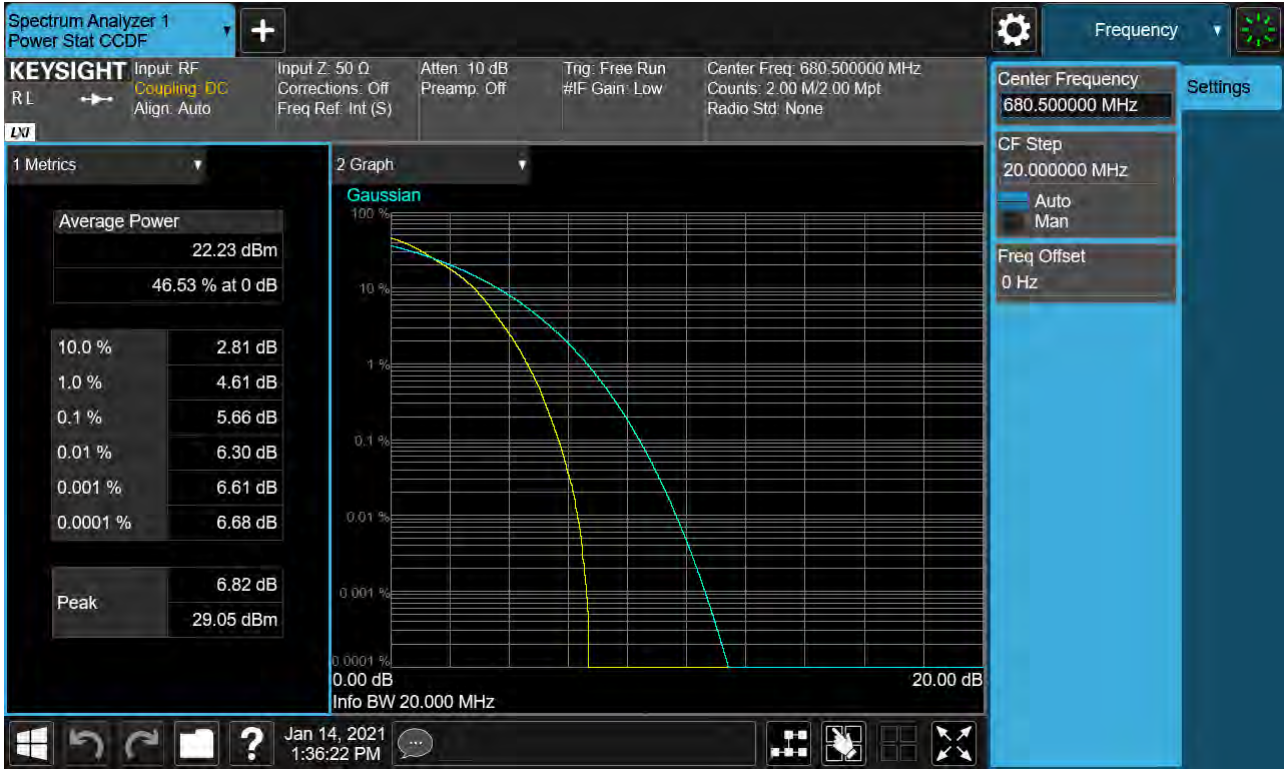 Spectrum Analyzer 1
Power Stat CCDF
+
Frequency
KEYSIGHT
R L
LXI
Input: RF
Coupling: DC
Align: Auto
Input Z: 50 Ω
Corrections: Off
Freq Ref: Int (S)
Atten: 10 dB
Preamp: Off
Trig: Free Run
#IF Gain: Low
Center Freq: 680.500000 MHz
Counts: 2.00 M/2.00 Mpt
Radio Std: None
Center Frequency
680.500000 MHz
Settings
CF Step
20.000000 MHz
Auto
Man
Freq Offset
0 Hz
1 Metrics
Average Power
22.23 dBm
46.53 % at 0 dB
10.0 % 2.81 dB
1.0 % 4.61 dB
0.1 % 5.66 dB
0.01 % 6.30 dB
0.001 % 6.61 dB
0.0001 % 6.68 dB
Peak
6.82 dB
29.05 dBm
2 Graph
Gaussian
100 %
10 %
1 %
0.1 %
0.01 %
0.001 %
0.0001 %
0.00 dB 20.00 dB
Info BW 20.000 MHz
?
Jan 14, 2021
1:36:22 PM